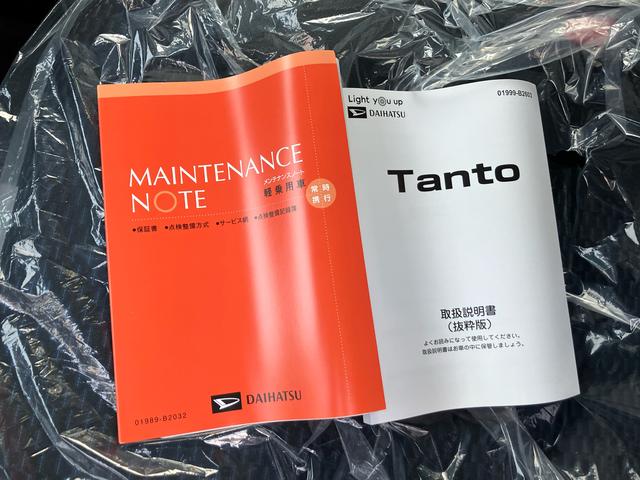 MAINTENANCE
NOTE
メンテナンスノート
軽乗用車
常時
携行
●保証書 ●点検整備方式 ●サービス網 ●点検整備記録簿
DAIHATSU
01989-B2032
Light you up
DAIHATSU
01999-B2603
Tanto
取扱説明書
(抜粋版)
よくお読みになって使用してください。
取扱説明書はお車の中に保管しましょう。